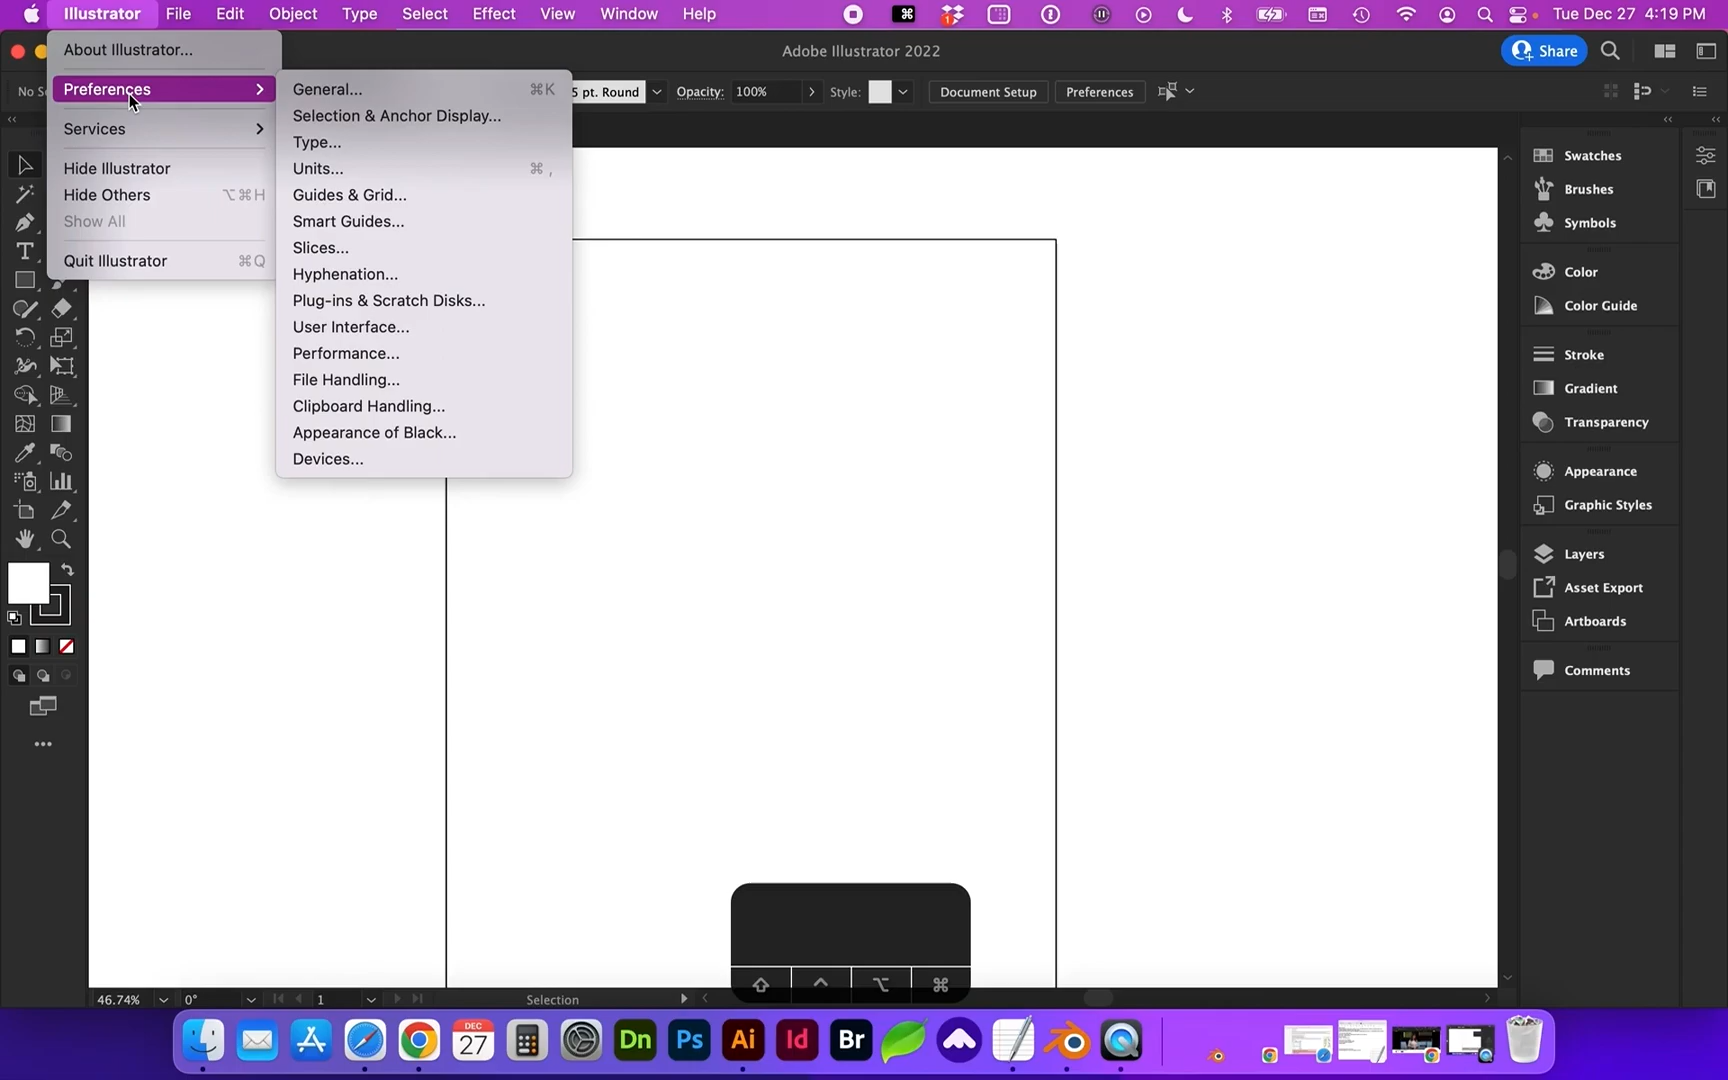 Illustrator File Edit Object Type Select Effect View Window Help
Tue Dec 27 4:19 PM
Adobe Illustrator 2022
Share
About Illustrator...
Preferences
Services
Hide Illustrator
Hide Others ⌥⌘H
Show All
Quit Illustrator ⌘Q
General... ⌘K
Selection & Anchor Display...
Type...
Units... ⌘,
Guides & Grid...
Smart Guides...
Slices...
Hyphenation...
Plug-ins & Scratch Disks...
User Interface...
Performance...
File Handling...
Clipboard Handling...
Appearance of Black...
Devices...
No Se
5 pt. Round Opacity: 100% Style: Document Setup Preferences
Swatches
Brushes
Symbols
Color
Color Guide
Stroke
Gradient
Transparency
Appearance
Graphic Styles
Layers
Asset Export
Artboards
Comments
46.74% 0° 1 Selection
⇧ ^ ⌥ ⌘
DEC
27
Dn Ps Ai Id Br